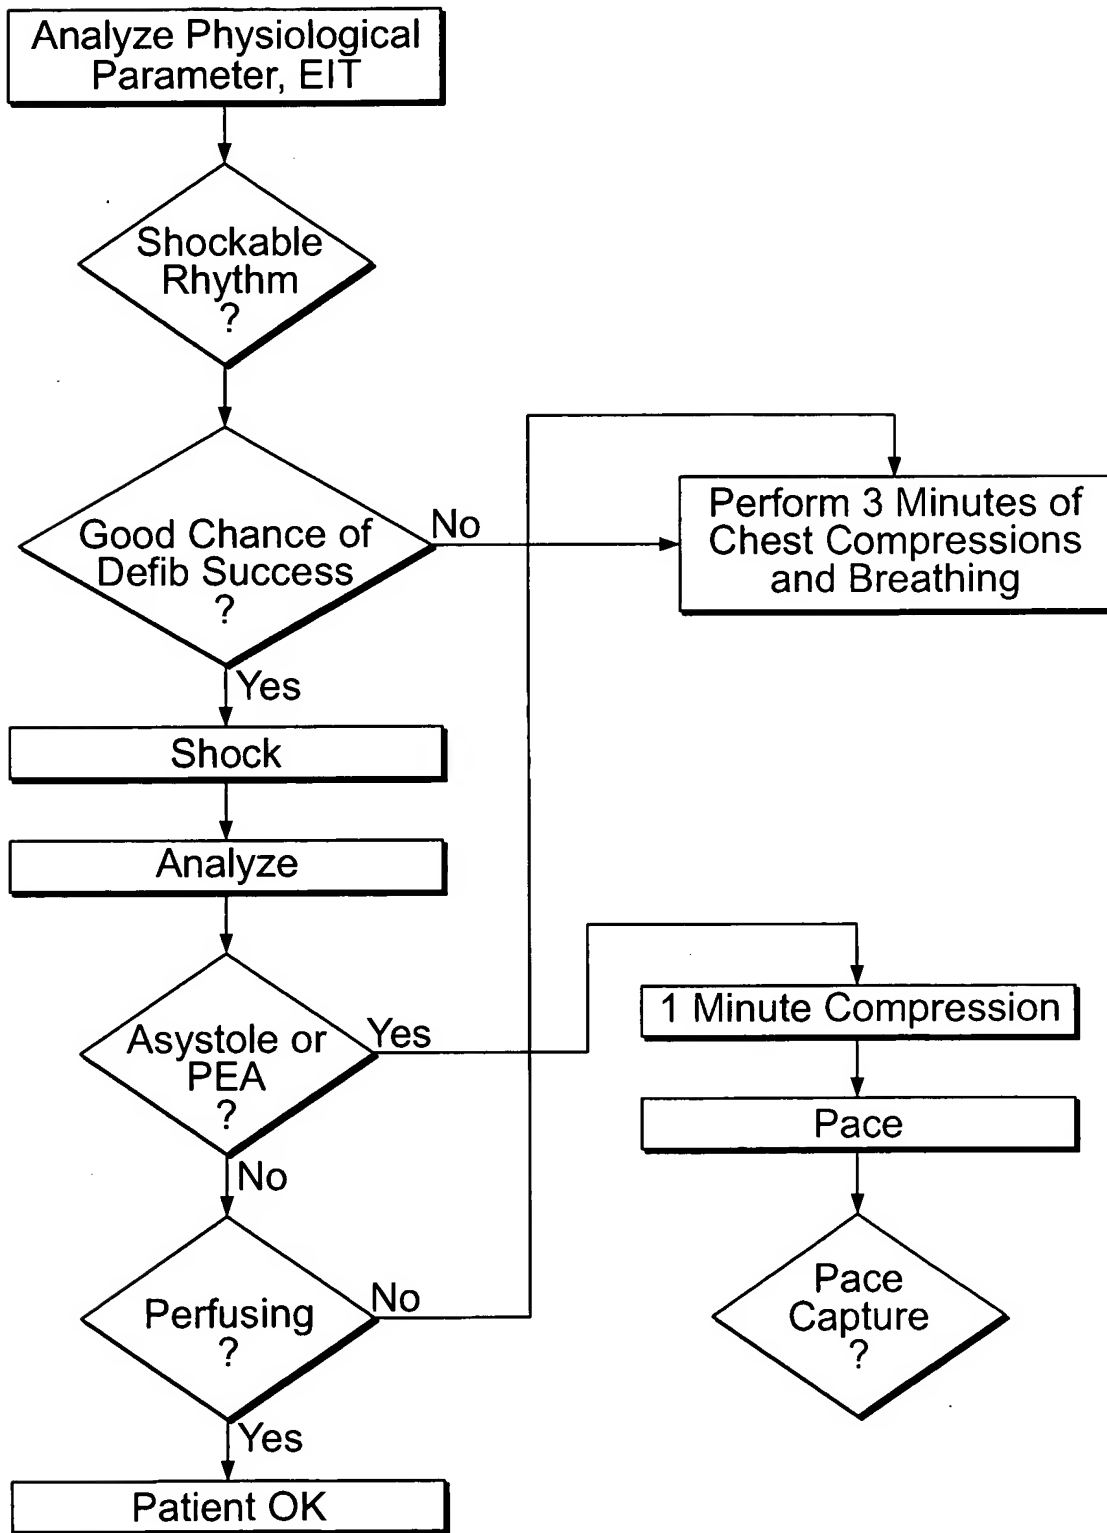 Analyze Physiological
Parameter, EIT
Shockable
Rhythm
?
Good Chance of
Defib Success
?
No
Perform 3 Minutes of
Chest Compressions
and Breathing
Yes
Shock
Analyze
Asystole or
PEA
?
Yes
1 Minute Compression
Pace
No
Pace
Capture
?
Perfusing
?
No
Yes
Patient OK